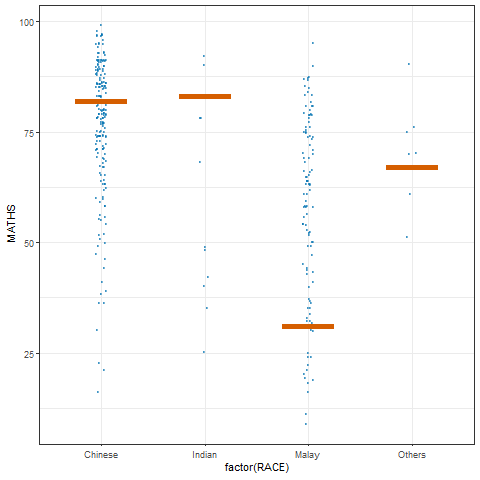 100
75
50
25
MATHS
Chinese
Indian
Malay
Others
factor(RACE)